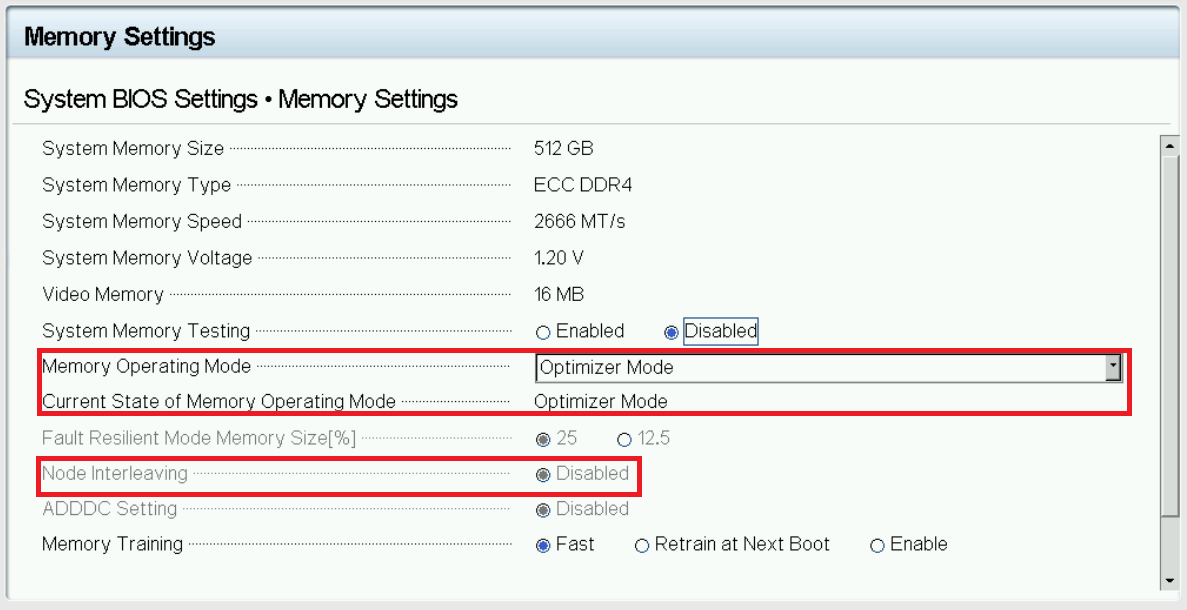 Memory Settings
System BIOS Settings • Memory Settings
System Memory Size 512 GB
System Memory Type ECC DDR4
System Memory Speed 2666 MT/s
System Memory Voltage 1.20 V
Video Memory 16 MB
System Memory Testing Enabled Disabled
Memory Operating Mode Optimizer Mode
Current State of Memory Operating Mode Optimizer Mode
Fault Resilient Mode Memory Size[%] 25 12.5
Node Interleaving Disabled
ADDDC Setting Disabled
Memory Training Fast Retrain at Next Boot Enable